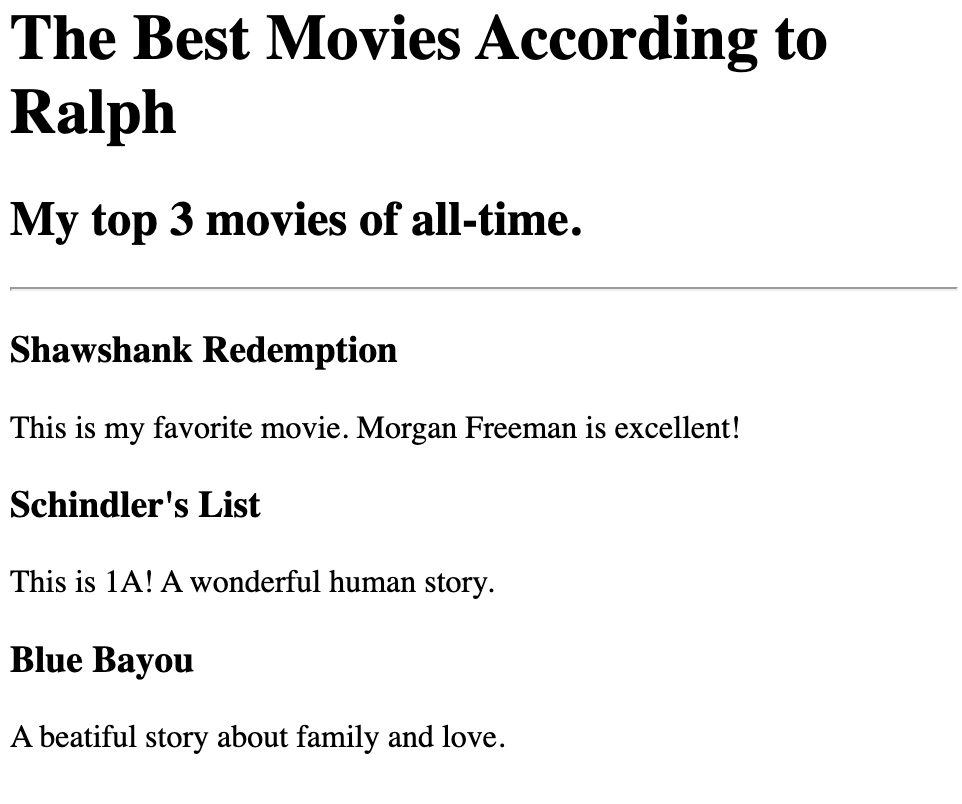 The Best Movies According to
Ralph
My top 3 movies of all-time.
Shawshank Redemption
This is my favorite movie. Morgan Freeman is excellent!
Schindler's List
This is 1A! A wonderful human story.
Blue Bayou
A beatiful story about family and love.